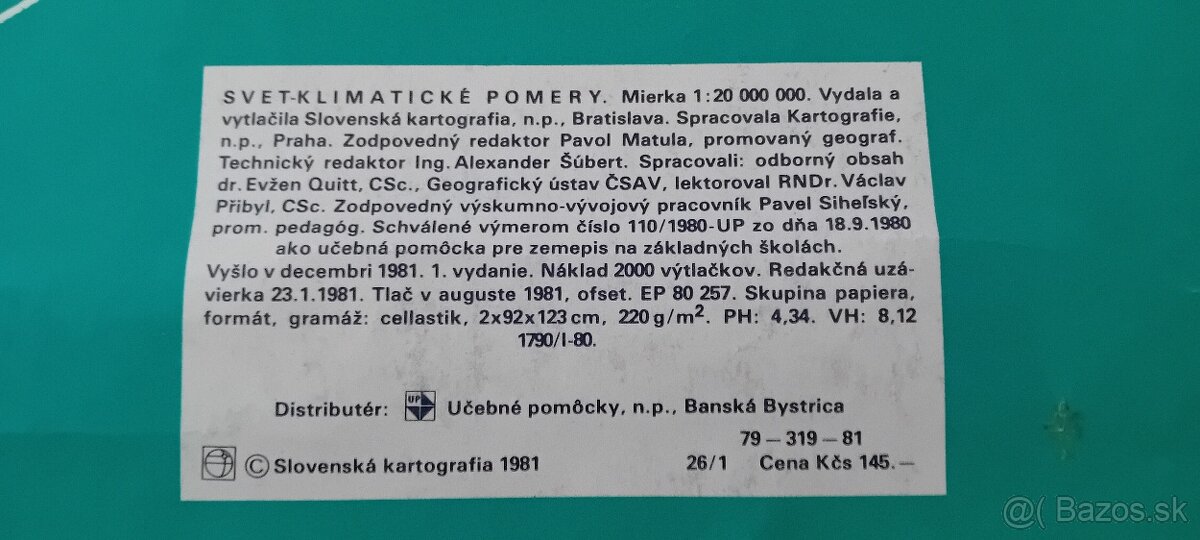 SVET-KLIMATICKÉ POMERY. Mierka 1:20 000 000. Vydala a
vytlačila Slovenská kartografia, n.p., Bratislava. Spracovala Kartografie,
n.p., Praha. Zodpovedný redaktor Pavol Matula, promovaný geograf.
Technický redaktor Ing. Alexander Šúbert. Spracovali: odborný obsah
dr. Evžen Quitt, CSc., Geografický ústav ČSAV, lektoroval RNDr. Václav
Přibyl, CSc. Zodpovedný výskumno-vývojový pracovník Pavel Siheľský,
prom. pedagóg. Schválené výmerom číslo 110/1980-UP zo dňa 18.9.1980
ako učebná pomôcka pre zemepis na základných školách.
Vyšlo v decembri 1981. 1. vydanie. Náklad 2000 výtlačkov. Redakčná uzá-
vierka 23.1.1981. Tlač v auguste 1981, ofset. EP 80 257. Skupina papiera,
formát, gramáž: cellastik, 2x92x123 cm, 220 g/m². PH: 4,34. VH: 8,12
1790/I-80.
Distributér: UP Učebné pomôcky, n.p., Banská Bystrica
79—319—81
© Slovenská kartografia 1981 26/1 Cena Kčs 145.—
@( Bazos.sk